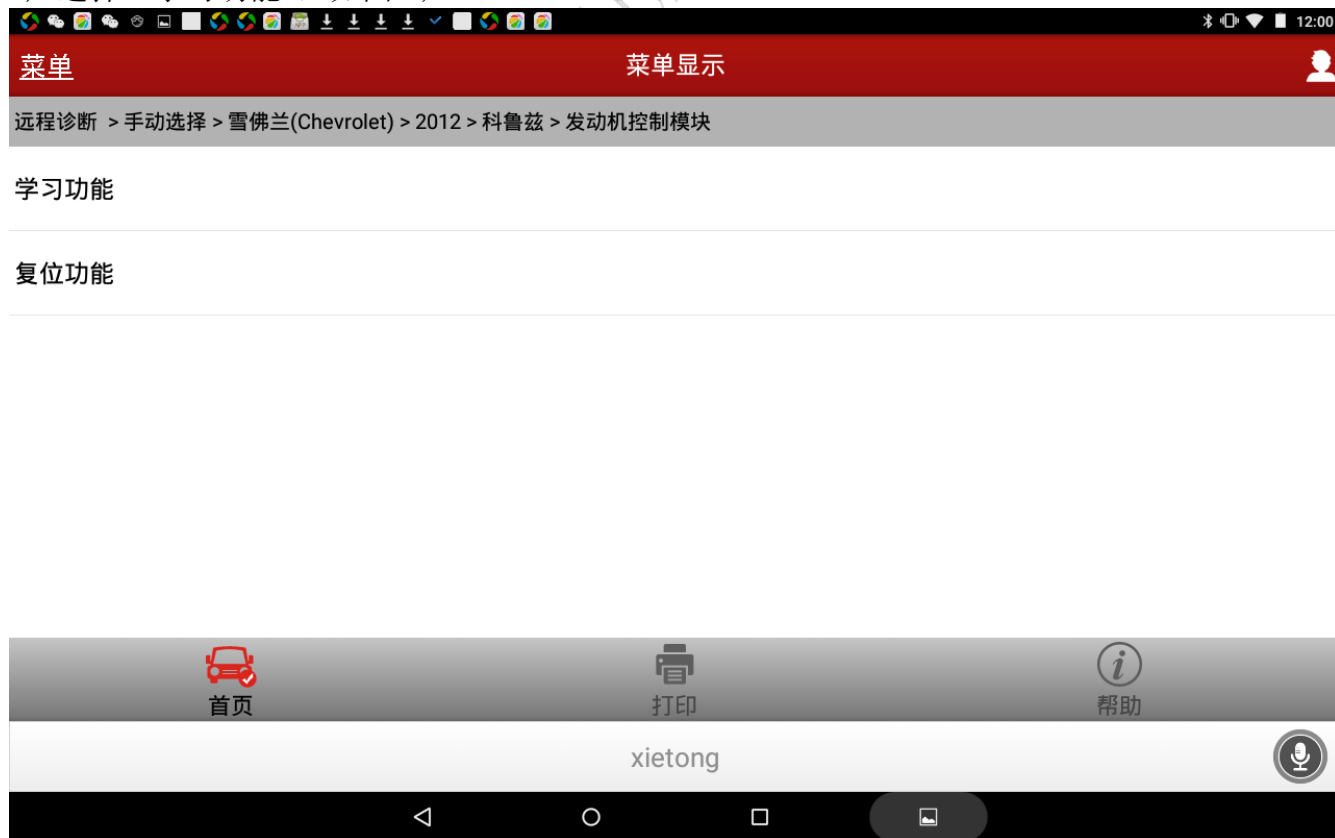 12:00
菜单
菜单显示
远程诊断 > 手动选择 > 雪佛兰(Chevrolet) > 2012 > 科鲁兹 > 发动机控制模块
学习功能
复位功能
首页
打印
帮助
xietong